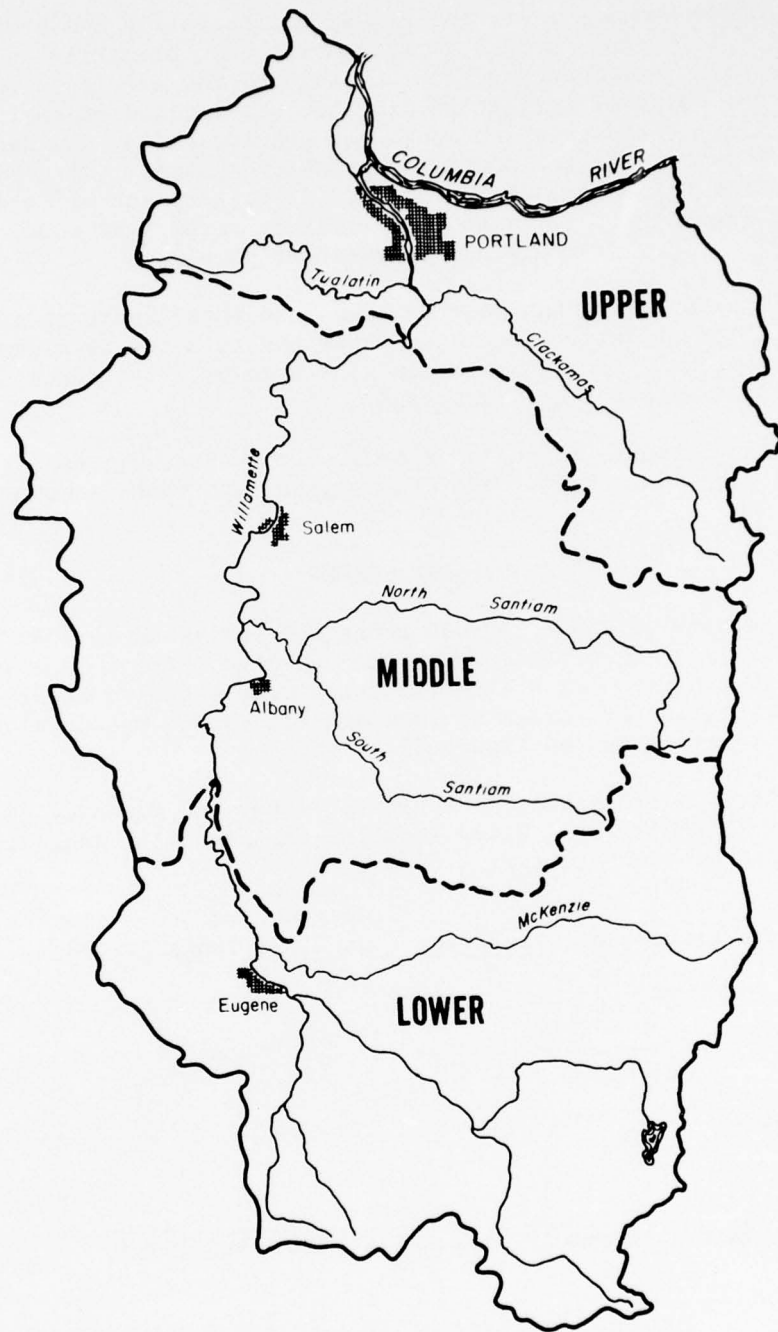 COLUMBIA RIVER
PORTLAND
Tualatin
UPPER
Clackamas
Willamette
Salem
North Santiam
MIDDLE
Albany
South Santiam
McKenzie
Eugene
LOWER